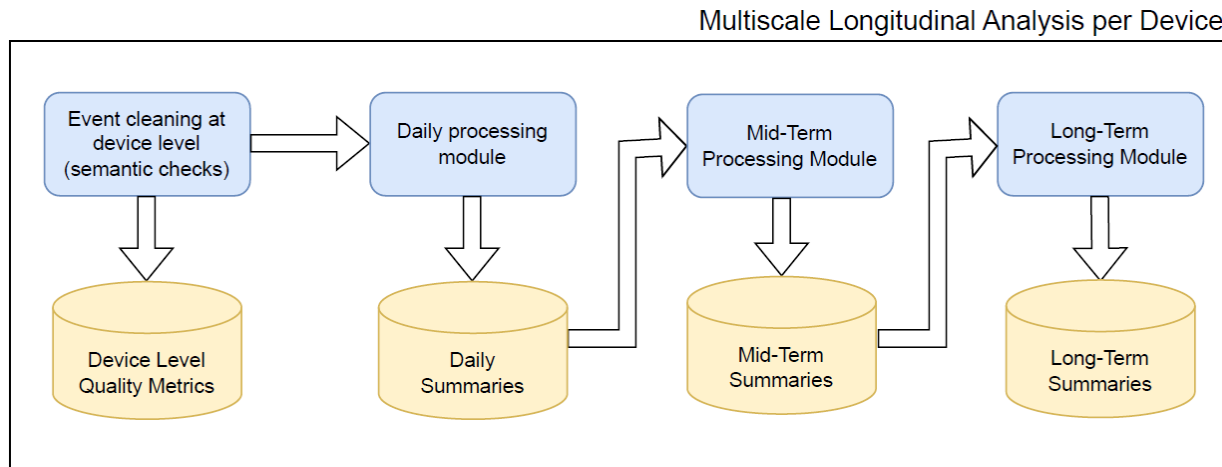 Multiscale Longitudinal Analysis per Device
Event cleaning at
device level
(semantic checks)
Daily processing
module
Mid-Term
Processing Module
Long-Term
Processing Module
Device Level
Quality Metrics
Daily
Summaries
Mid-Term
Summaries
Long-Term
Summaries